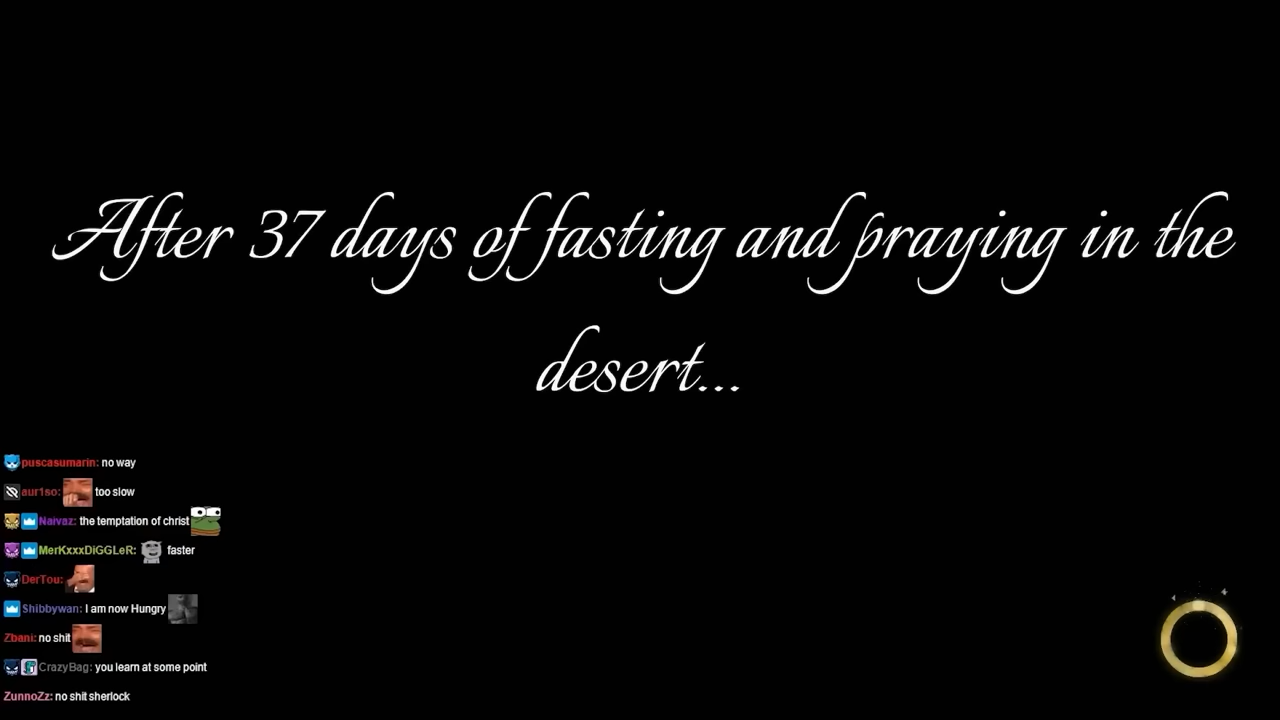 After 37 days of fasting and praying in the
desert...
puscasumarin: no way
aur1so: too slow
Naivaz: the temptation of christ
MerKxxxDiGGLeR: faster
DerTou:
Shibbywan: I am now Hungry
Zbani: no shit
CrazyBag: you learn at some point
ZunnoZz: no shit sherlock